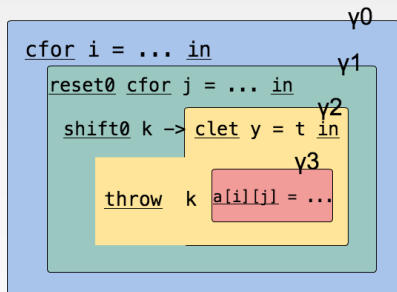 γ0
cfor i = ... in
γ1
reset0 cfor j = ... in
γ2
shift0 k -> clet y = t in
γ3
throw k a[i][j] = ...